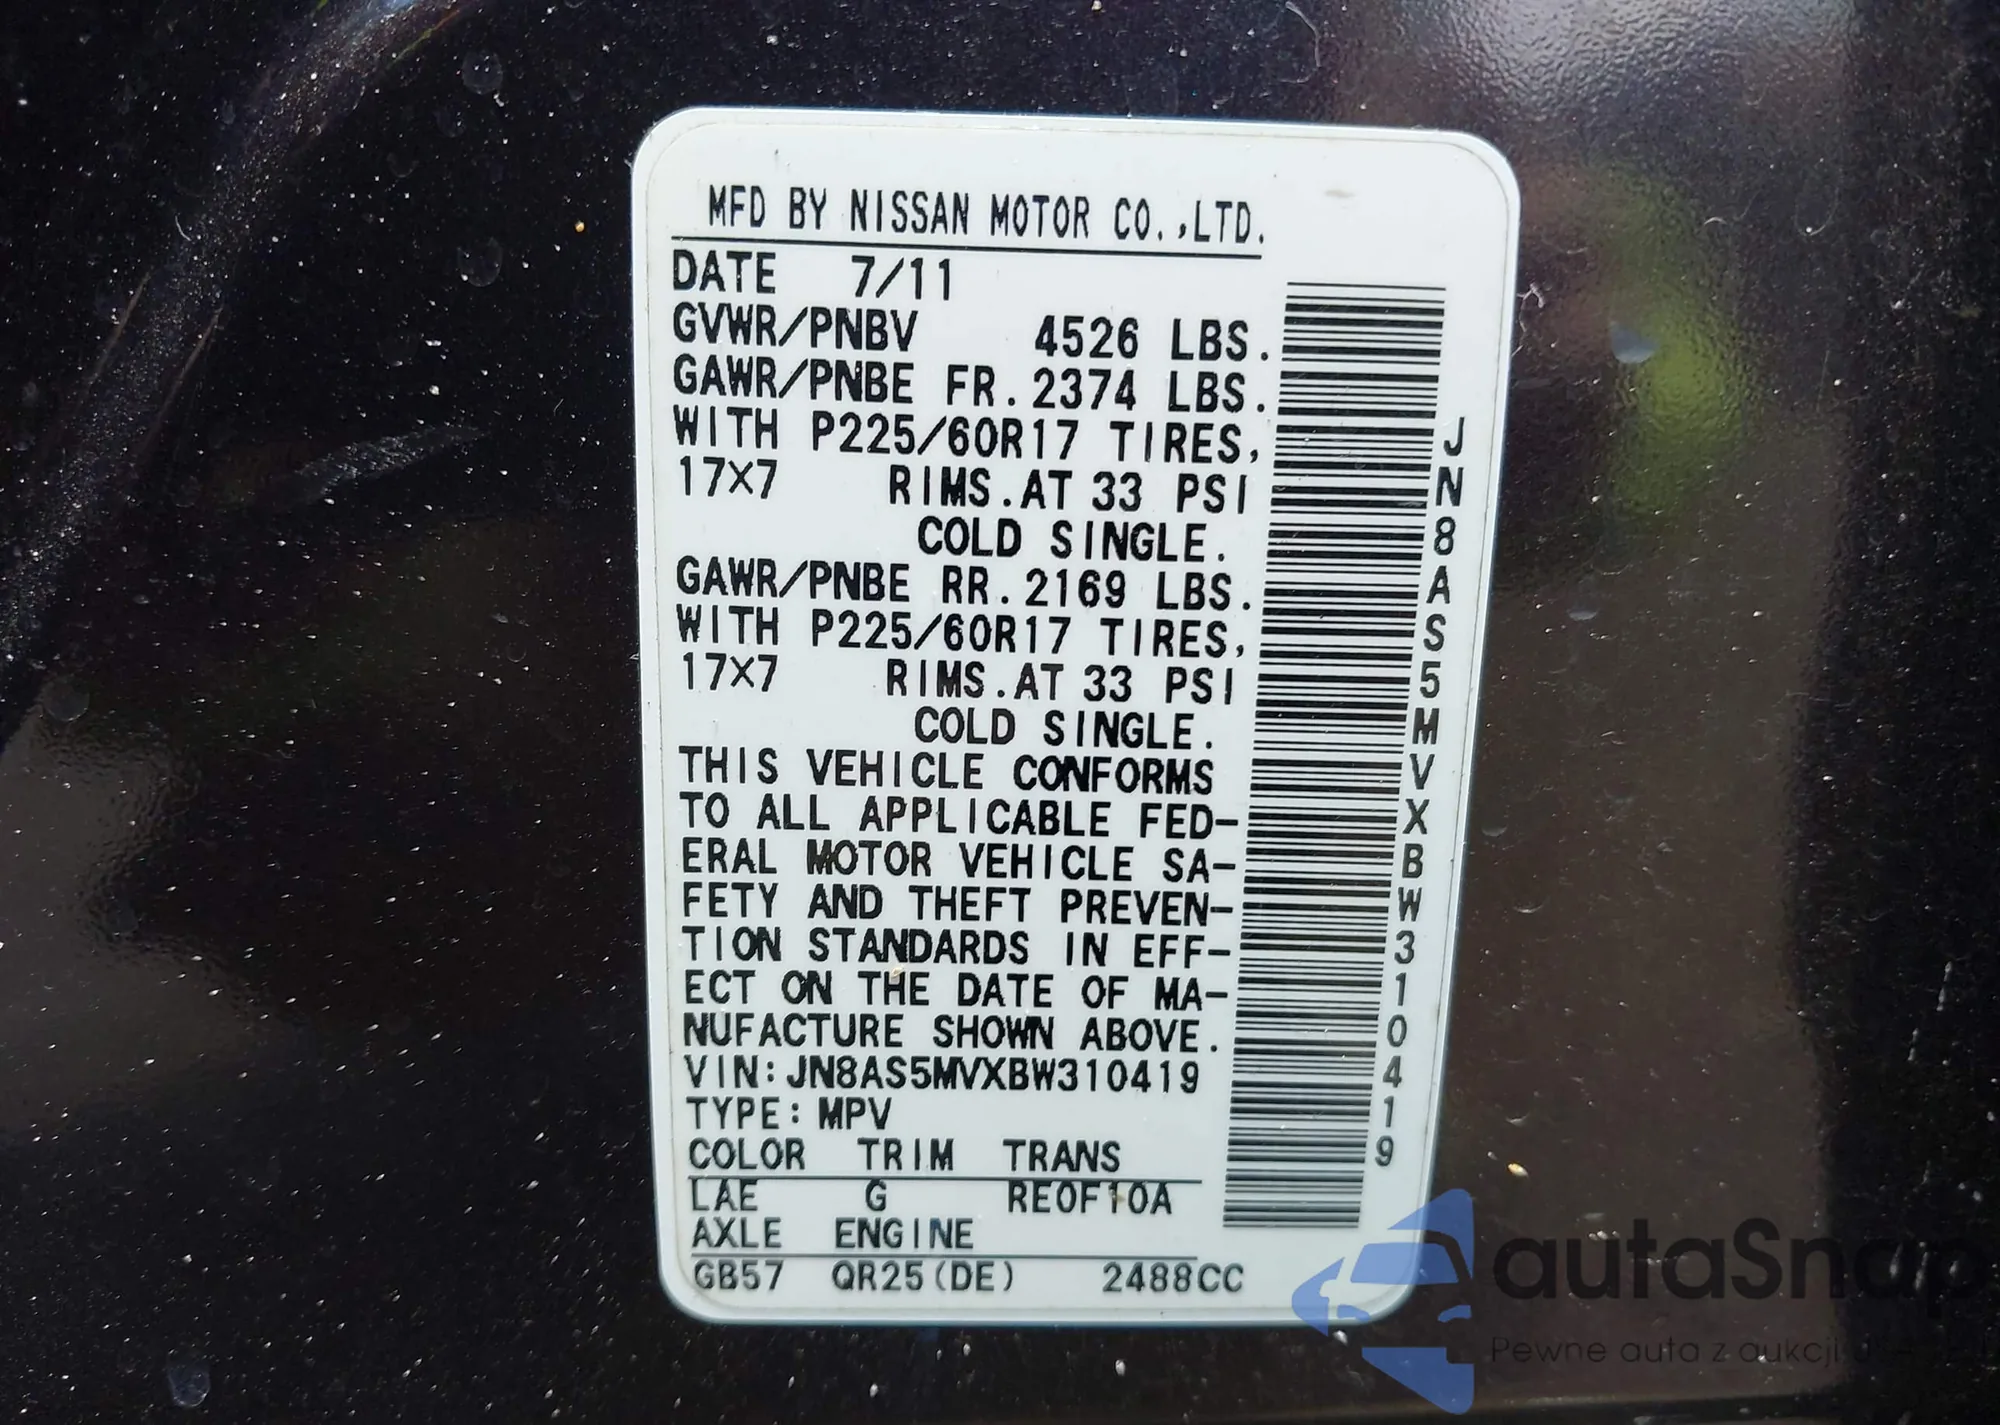 MFD BY NISSAN MOTOR CO.,LTD.
DATE 7/11
GVWR/PNBV 4526 LBS.
GAWR/PNBE FR.2374 LBS.
WITH P225/60R17 TIRES,
17X7 RIMS.AT 33 PSI
COLD SINGLE.
GAWR/PNBE RR.2169 LBS.
WITH P225/60R17 TIRES,
17X7 RIMS.AT 33 PSI
COLD SINGLE.
THIS VEHICLE CONFORMS
TO ALL APPLICABLE FED-
ERAL MOTOR VEHICLE SA-
FETY AND THEFT PREVEN-
TION STANDARDS IN EFF-
ECT ON THE DATE OF MA-
NUFACTURE SHOWN ABOVE.
VIN:JN8AS5MVXBW310419
TYPE:MPV
COLOR TRIM TRANS
LAE G RE0F10A
AXLE ENGINE
GB57 QR25(DE) 2488CC
JN8AS5MVXBW310419
autaSnap
Pewne auta z aukcji